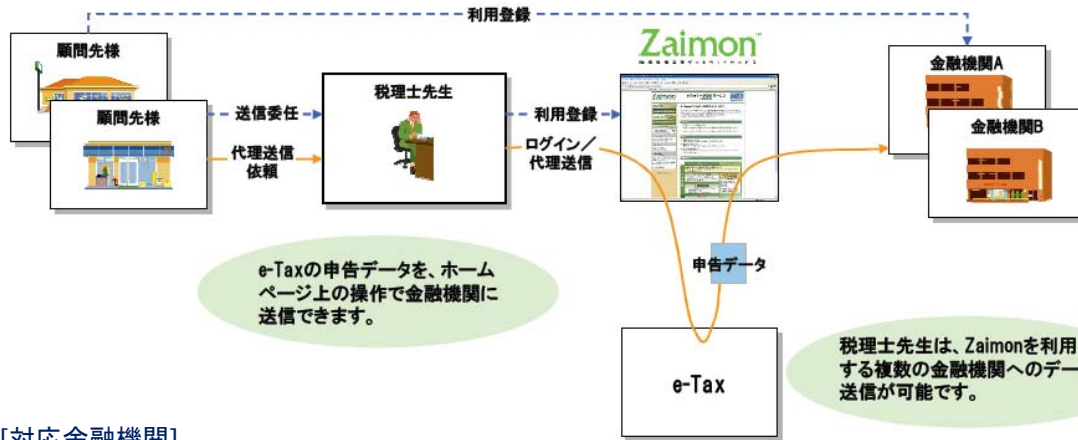 利用登録
顧問先様
顧問先様
送信委任
代理送信
依頼
税理士先生
利用登録
ログイン／
代理送信
Zaimon
金融機関A
金融機関B
申告データ
e-Taxの申告データを、ホーム
ページ上の操作で金融機関に
送信できます。
e-Tax
税理士先生は、Zaimonを利用
する複数の金融機関へのデー
送信が可能です。
[対応金融機関]